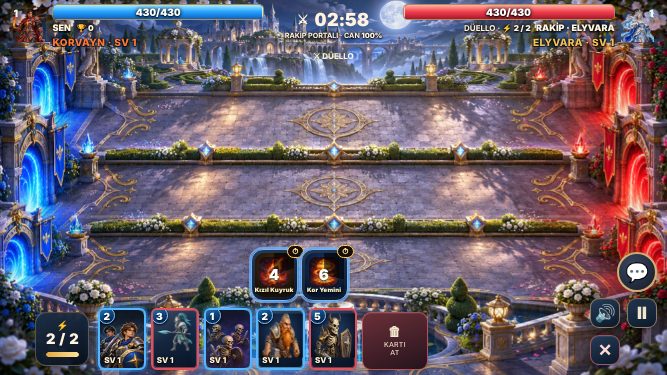 1
430/430
SEN 🏆 0
KORVAYN · SV 1
⚔ 02:58
RAKİP PORTALI · CAN 100%
⚔ DÜELLO
430/430
1
DÜELLO · ⚡ 2/2 RAKİP · ELYVARA
ELYVARA · SV 1
4
Kızıl Kuyruk
6
Kor Yemini
⚡
2 / 2
2
SV 1
3
SV 1
1
SV 1
2
SV 1
5
SV 1
KARTI
AT